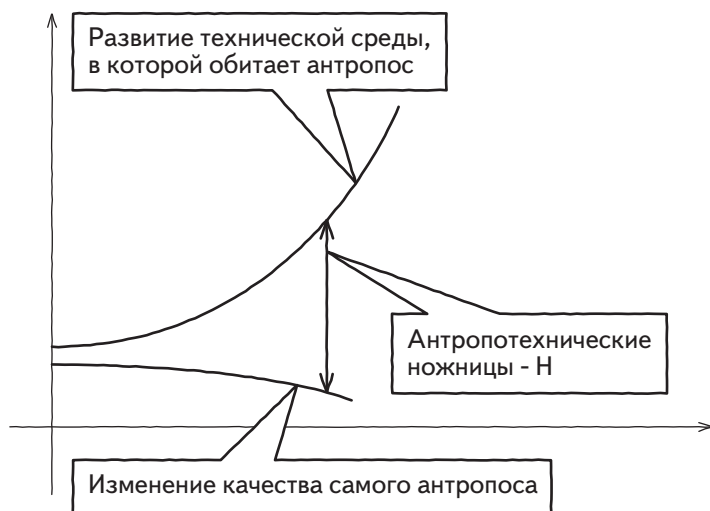 Развитие технической среды,
в которой обитает антропос
Антропотехнические
ножницы - Н
Изменение качества самого антропоса